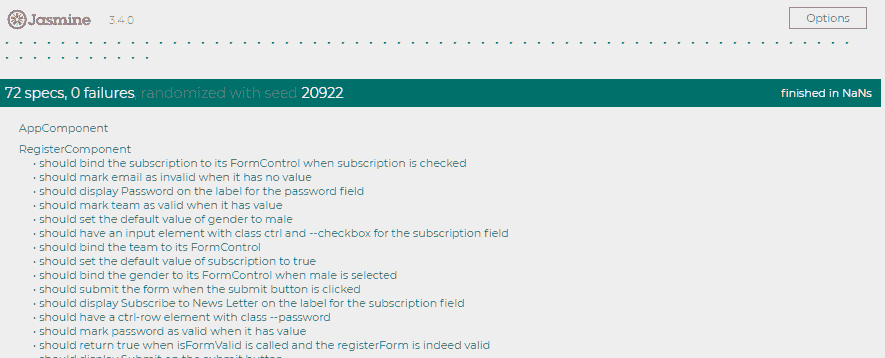 Jasmine 3.4.0 Options
72 specs, 0 failures, randomized with seed 20922 finished in NaNs
AppComponent
RegisterComponent
• should bind the subscription to its FormControl when subscription is checked
• should mark email as invalid when it has no value
• should display Password on the label for the password field
• should mark team as valid when it has value
• should set the default value of gender to male
• should have an input element with class ctrl and --checkbox for the subscription field
• should bind the team to its FormControl
• should set the default value of subscription to true
• should bind the gender to its FormControl when male is selected
• should submit the form when the submit button is clicked
• should display Subscribe to News Letter on the label for the subscription field
• should have a ctrl-row element with class --password
• should mark password as valid when it has value
• should return true when isFormValid is called and the registerForm is indeed valid
• should display Submit on the submit button